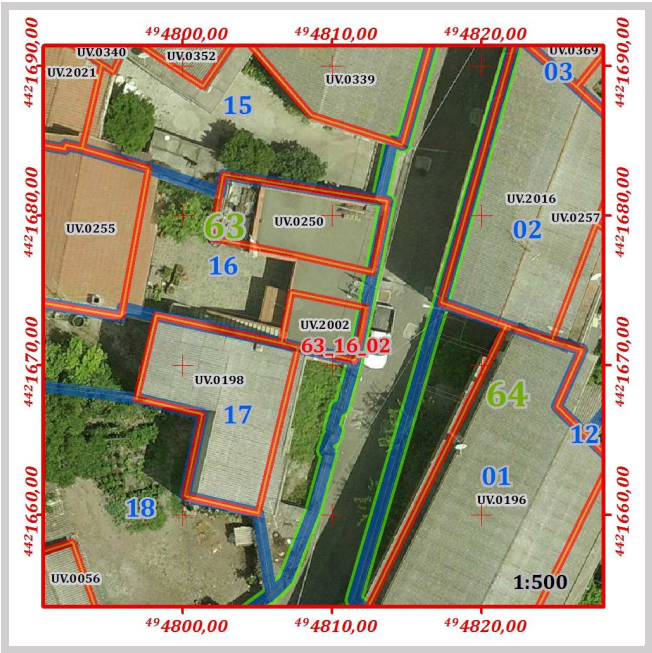 ⁴⁹4800,00 ⁴⁹4810,00 ⁴⁹4820,00
⁴⁴²1690,00
⁴⁴²1690,00
UV.0340
UV.0352
UV.0369
UV.2021
UV.0339
03
15
⁴⁴²1680,00
⁴⁴²1680,00
UV.2016
UV.0250
UV.0257
UV.0255
63
02
16
⁴⁴²1670,00
⁴⁴²1670,00
UV.2002
63_16_02
UV.0198
64
17
12
01
UV.0196
18
⁴⁴²1660,00
⁴⁴²1660,00
UV.0056
1:500
⁴⁹4800,00 ⁴⁹4810,00 ⁴⁹4820,00